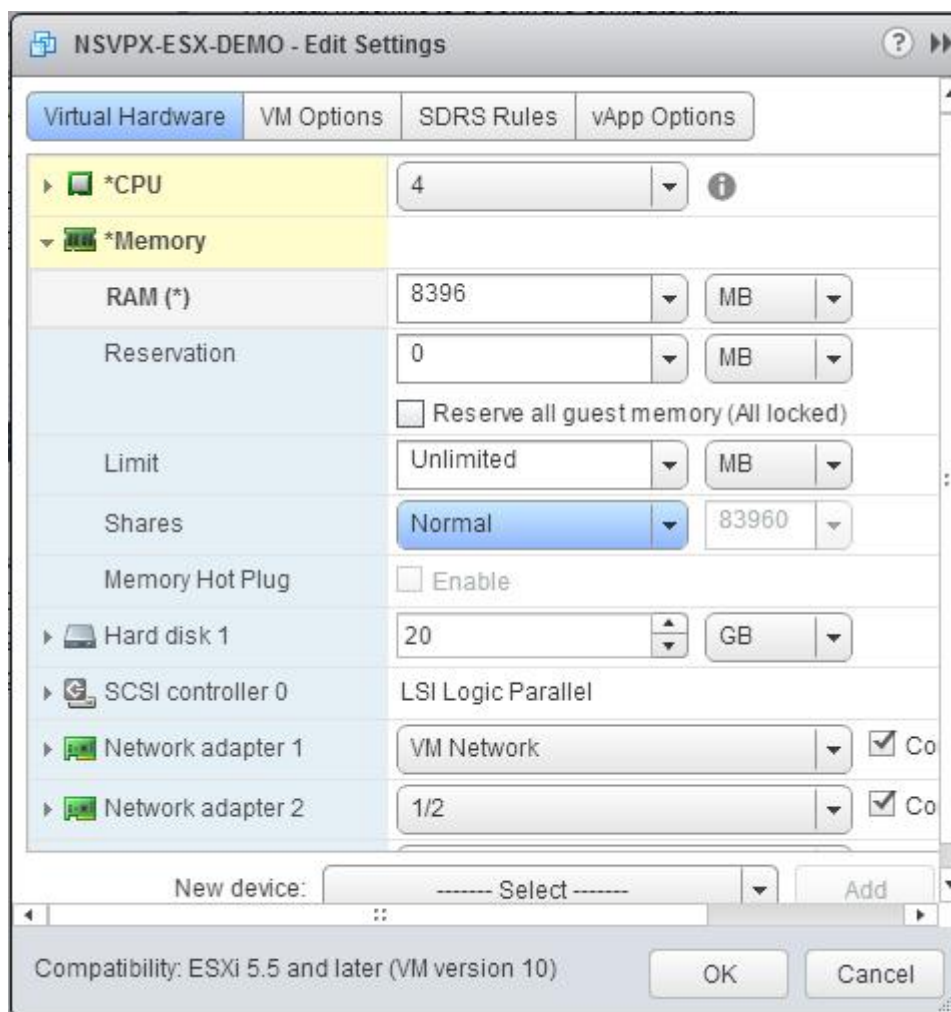 NSVPX-ESX-DEMO - Edit Settings ?
Virtual Hardware VM Options SDRS Rules vApp Options
*CPU 4
*Memory
RAM (*) 8396 MB
Reservation 0 MB
Reserve all guest memory (All locked)
Limit Unlimited MB
Shares Normal 83960
Memory Hot Plug Enable
Hard disk 1 20 GB
SCSI controller 0 LSI Logic Parallel
Network adapter 1 VM Network Co
Network adapter 2 1/2 Co
New device: ------- Select ------- Add
Compatibility: ESXi 5.5 and later (VM version 10) OK Cancel